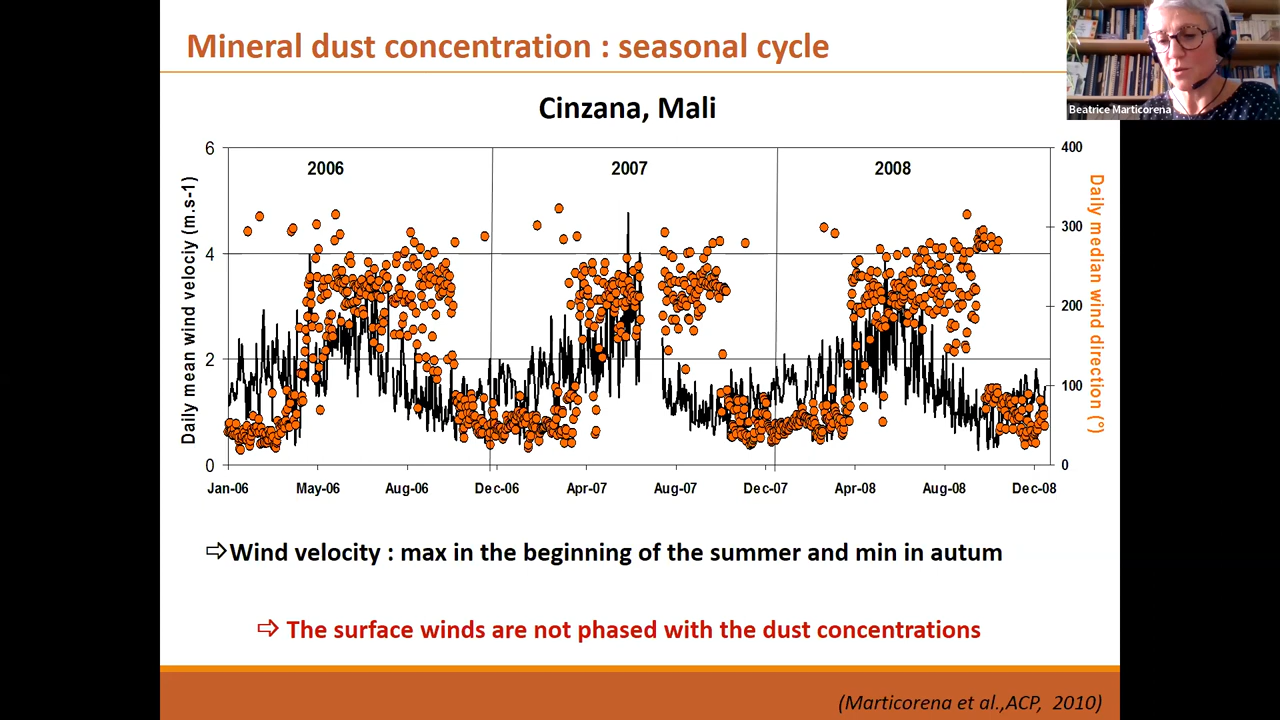 Mineral dust concentration : seasonal cycle
Beatrice Marticorena
Cinzana, Mali
2006 2007 2008
Daily mean wind velociy (m.s-1)
6
4
2
0
400
300
200
100
0
Daily median wind direction (°)
Jan-06 May-06 Aug-06 Dec-06 Apr-07 Aug-07 Dec-07 Apr-08 Aug-08 Dec-08
⇨Wind velocity : max in the beginning of the summer and min in autum
⇨ The surface winds are not phased with the dust concentrations
(Marticorena et al.,ACP, 2010)